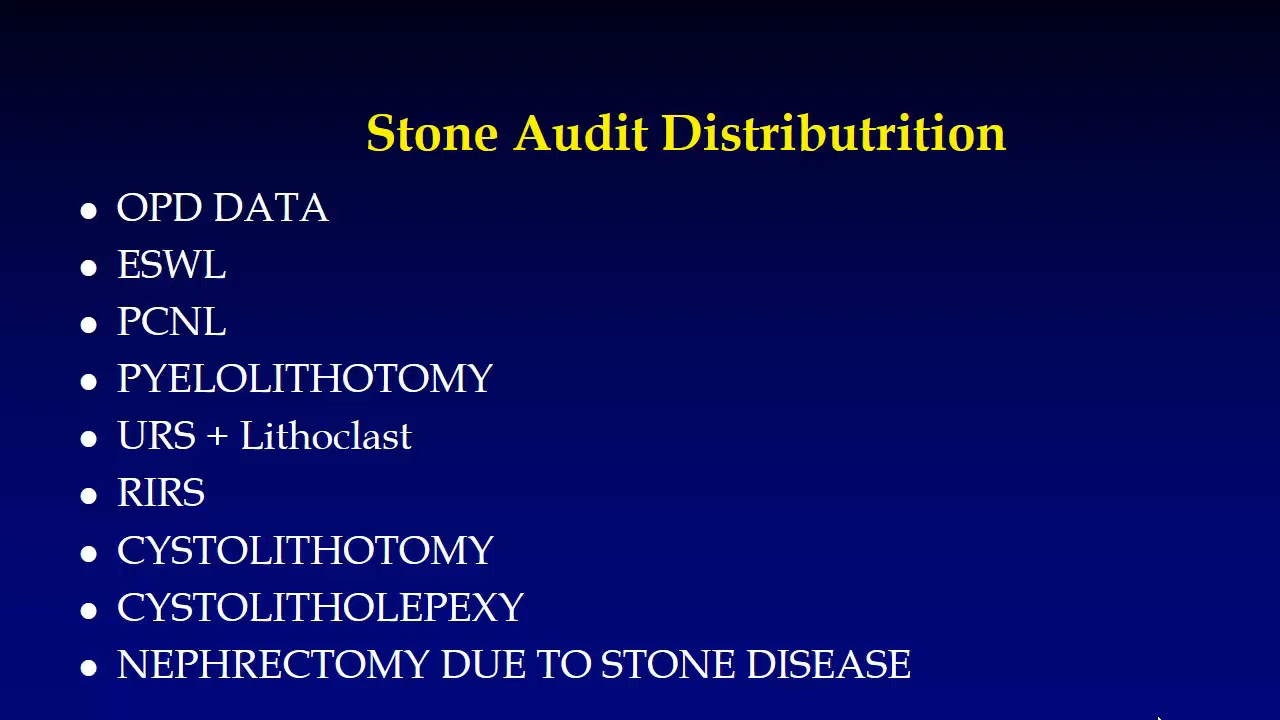 Stone Audit Distributrition
● OPD DATA
● ESWL
● PCNL
● PYELOLITHOTOMY
● URS + Lithoclast
● RIRS
● CYSTOLITHOTOMY
● CYSTOLITHOLEPEXY
● NEPHRECTOMY DUE TO STONE DISEASE